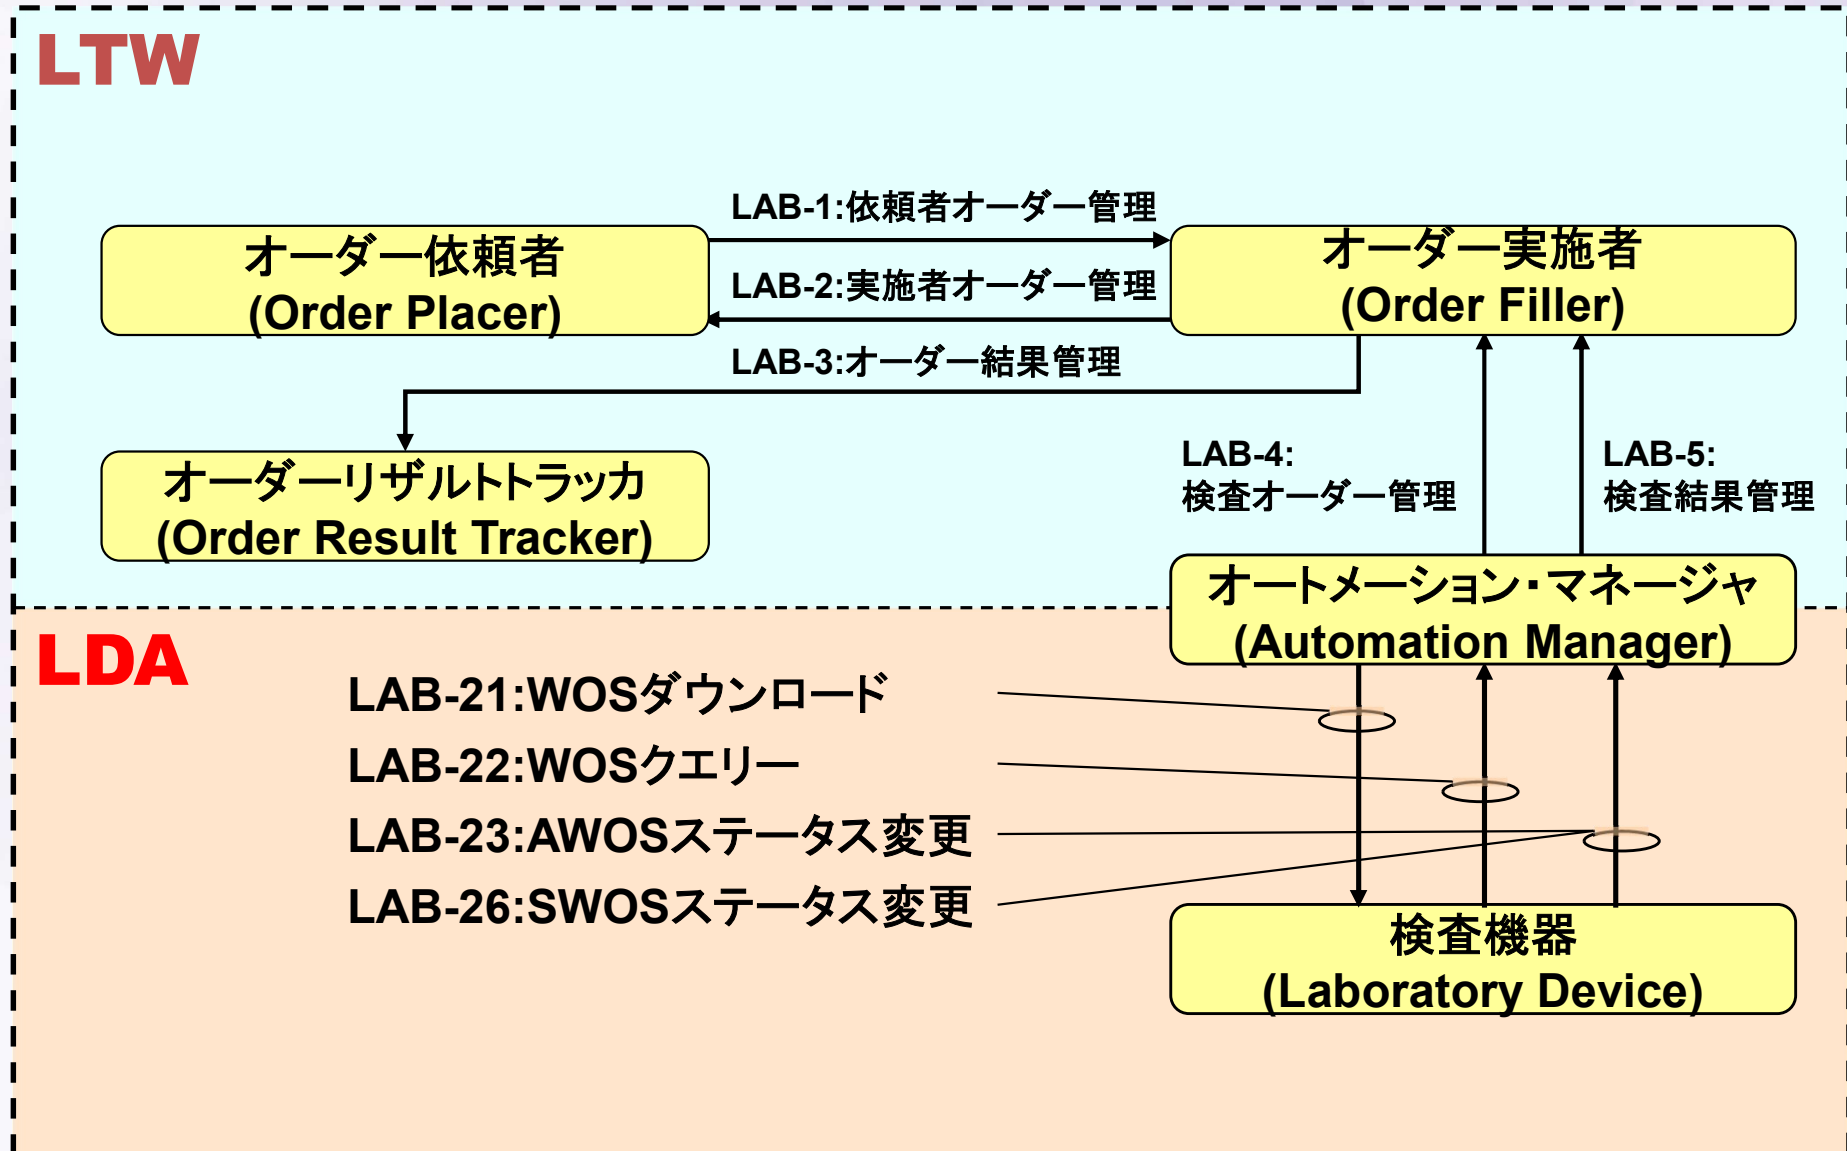 LTW
LAB-1:依頼者オーダー管理
オーダー依頼者
(Order Placer)
オーダー実施者
(Order Filler)
LAB-2:実施者オーダー管理
LAB-3:オーダー結果管理
オーダーリザルトトラッカ
(Order Result Tracker)
LAB-4:
検査オーダー管理
LAB-5:
検査結果管理
オートメーション・マネージャ
(Automation Manager)
LDA
LAB-21:WOSダウンロード
LAB-22:WOSクエリー
LAB-23:AWOSステータス変更
LAB-26:SWOSステータス変更
検査機器
(Laboratory Device)